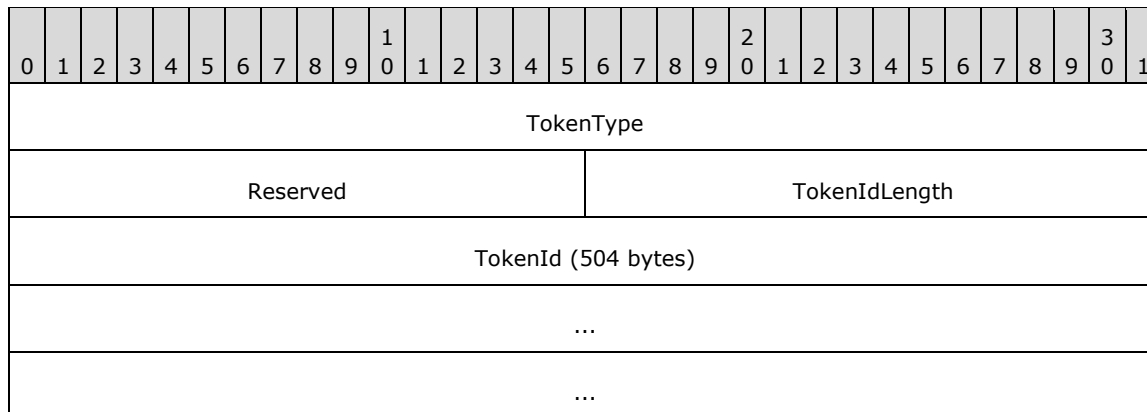 1 2 3
0 1 2 3 4 5 6 7 8 9 0 1 2 3 4 5 6 7 8 9 0 1 2 3 4 5 6 7 8 9 0 1
TokenType
Reserved TokenIdLength
TokenId (504 bytes)
...
...